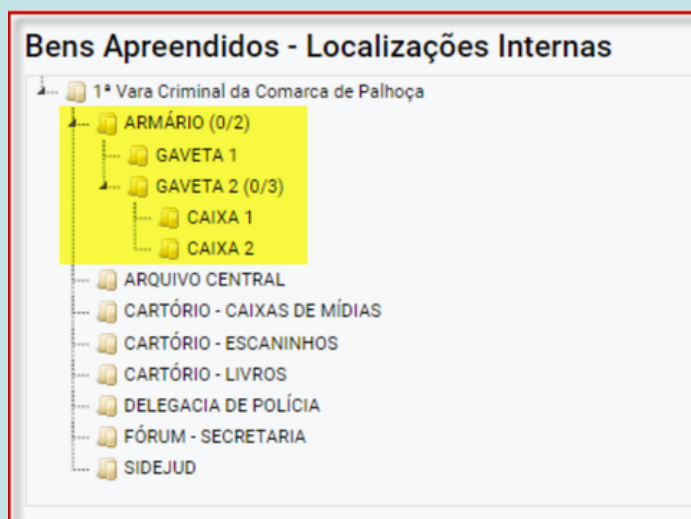 Bens Apreendidos - Localizações Internas
1ª Vara Criminal da Comarca de Palhoça
ARMÁRIO (0/2)
GAVETA 1
GAVETA 2 (0/3)
CAIXA 1
CAIXA 2
ARQUIVO CENTRAL
CARTÓRIO - CAIXAS DE MÍDIAS
CARTÓRIO - ESCANINHOS
CARTÓRIO - LIVROS
DELEGACIA DE POLÍCIA
FÓRUM - SECRETARIA
SIDEJUD